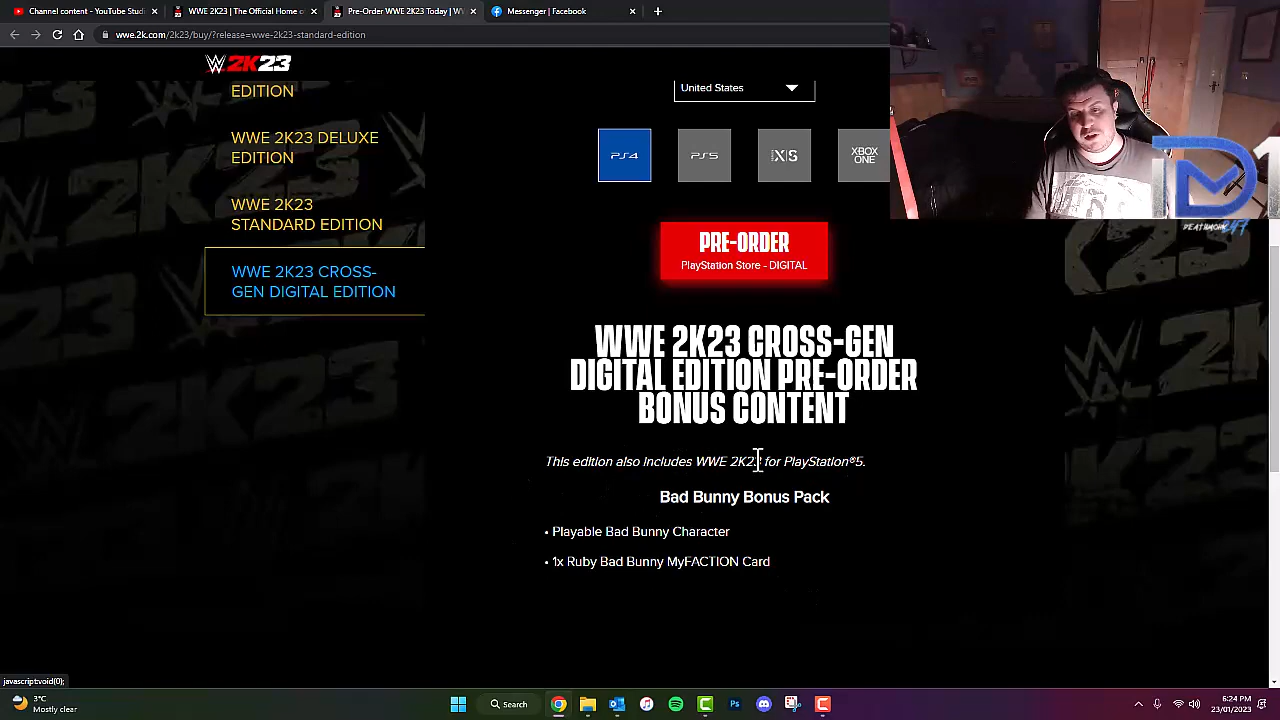 Channel content - YouTube Studi
WWE 2K23 | The Official Home o
Pre-Order WWE 2K23 Today | WW
Messenger | Facebook
wwe.2k.com/2k23/buy/?release=wwe-2k23-standard-edition
W 2K23
EDITION
WWE 2K23 DELUXE
EDITION
WWE 2K23
STANDARD EDITION
WWE 2K23 CROSS-
GEN DIGITAL EDITION
United States
PS4
PS5
X|S
XBOX
ONE
PRE-ORDER
PlayStation Store - DIGITAL
WWE 2K23 CROSS-GEN
DIGITAL EDITION PRE-ORDER
BONUS CONTENT
This edition also includes WWE 2K23 for PlayStation®5.
Bad Bunny Bonus Pack
• Playable Bad Bunny Character
• 1x Ruby Bad Bunny MyFACTION Card
DM
DEATHMORK 247
javascript:void(0);
3°C
Mostly clear
Search
6:24 PM
23/01/2023